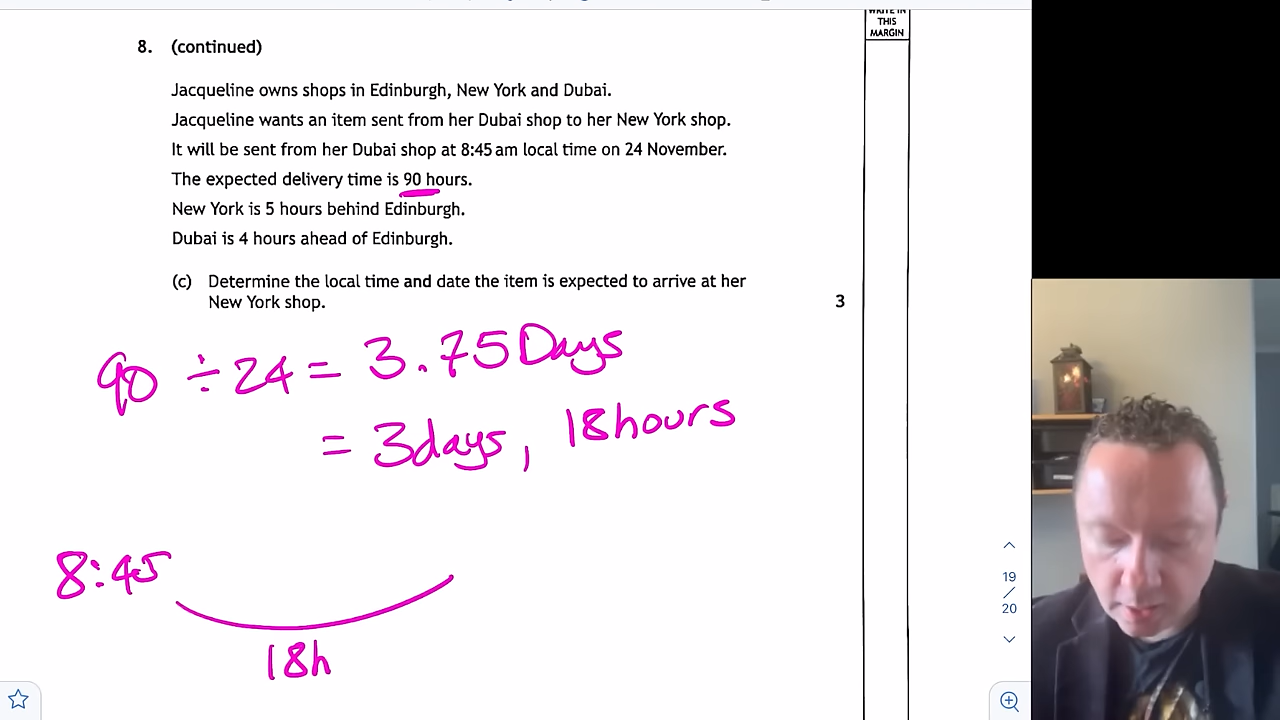 WRITE IN
THIS
MARGIN
8. (continued)
Jacqueline owns shops in Edinburgh, New York and Dubai.
Jacqueline wants an item sent from her Dubai shop to her New York shop.
It will be sent from her Dubai shop at 8:45 am local time on 24 November.
The expected delivery time is 90 hours.
New York is 5 hours behind Edinburgh.
Dubai is 4 hours ahead of Edinburgh.
(c) Determine the local time and date the item is expected to arrive at her
New York shop.
3
90 ÷ 24 = 3.75 Days
= 3 days, 18 hours
8:45
18h
19
/
20